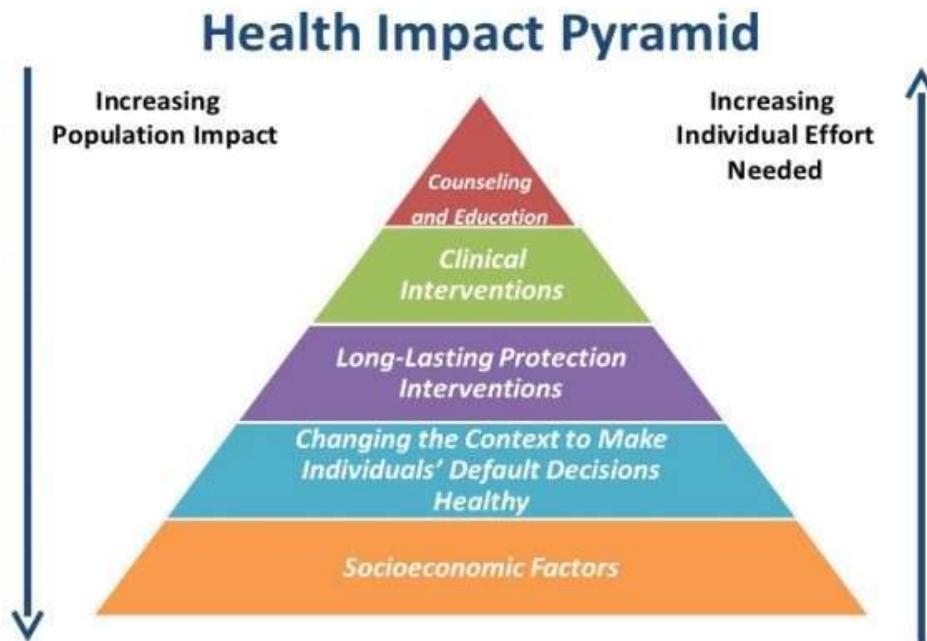 Health Impact Pyramid
Increasing
Population Impact
Increasing
Individual Effort
Needed
Counseling
and Education
Clinical
Interventions
Long-Lasting Protection
Interventions
Changing the Context to Make
Individuals’ Default Decisions
Healthy
Socioeconomic Factors